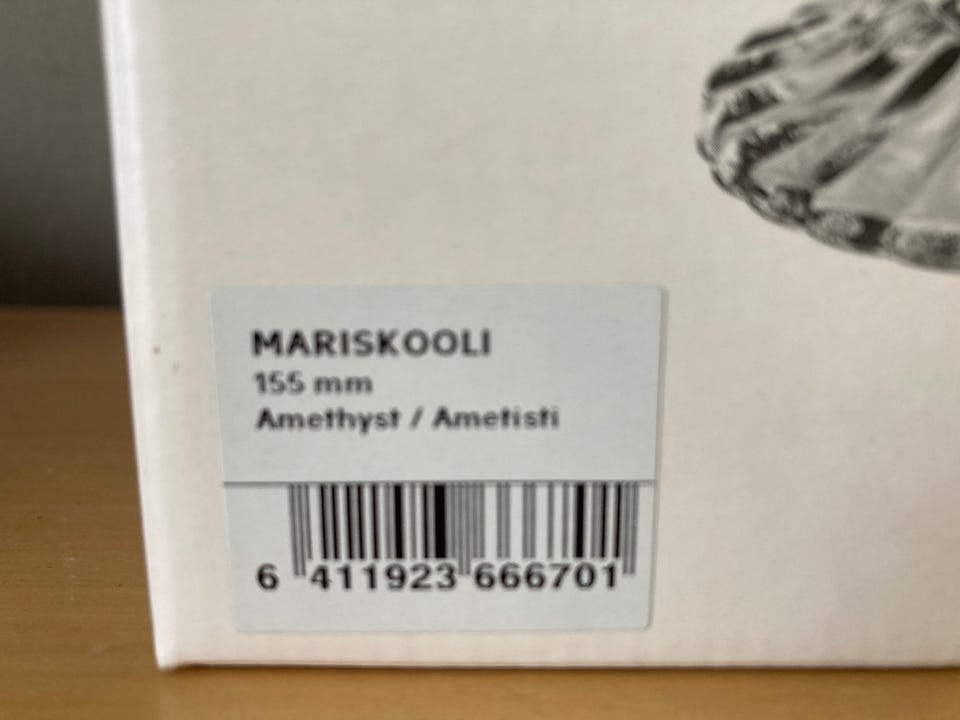 MARISKOOLI
155 mm
Amethyst / Ametisti
6 411923 666701